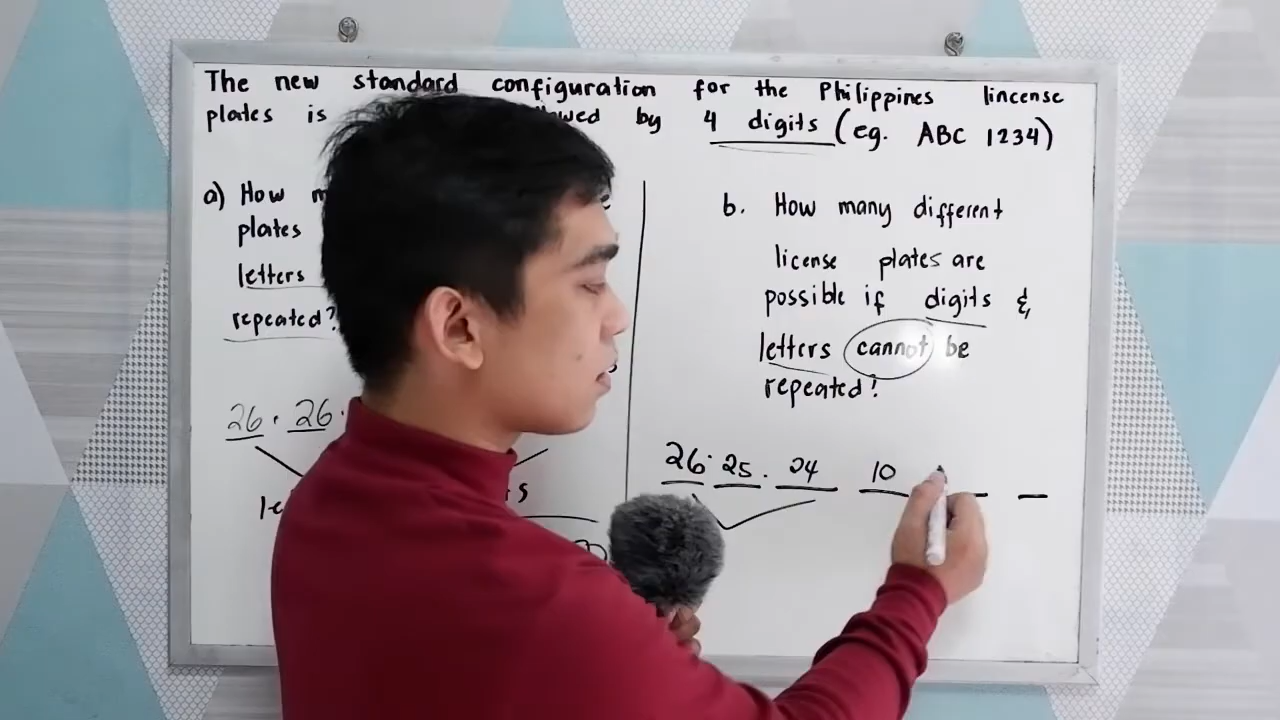 The new standard configuration for the Philippines lincense
plates is by 4 digits (eg. ABC 1234)
a) How
plates
letters
repeated?
26 · 26 ·
b. How many different
license plates are
possible if digits &
letters cannot be
repeated?
26 · 25 · 24 10